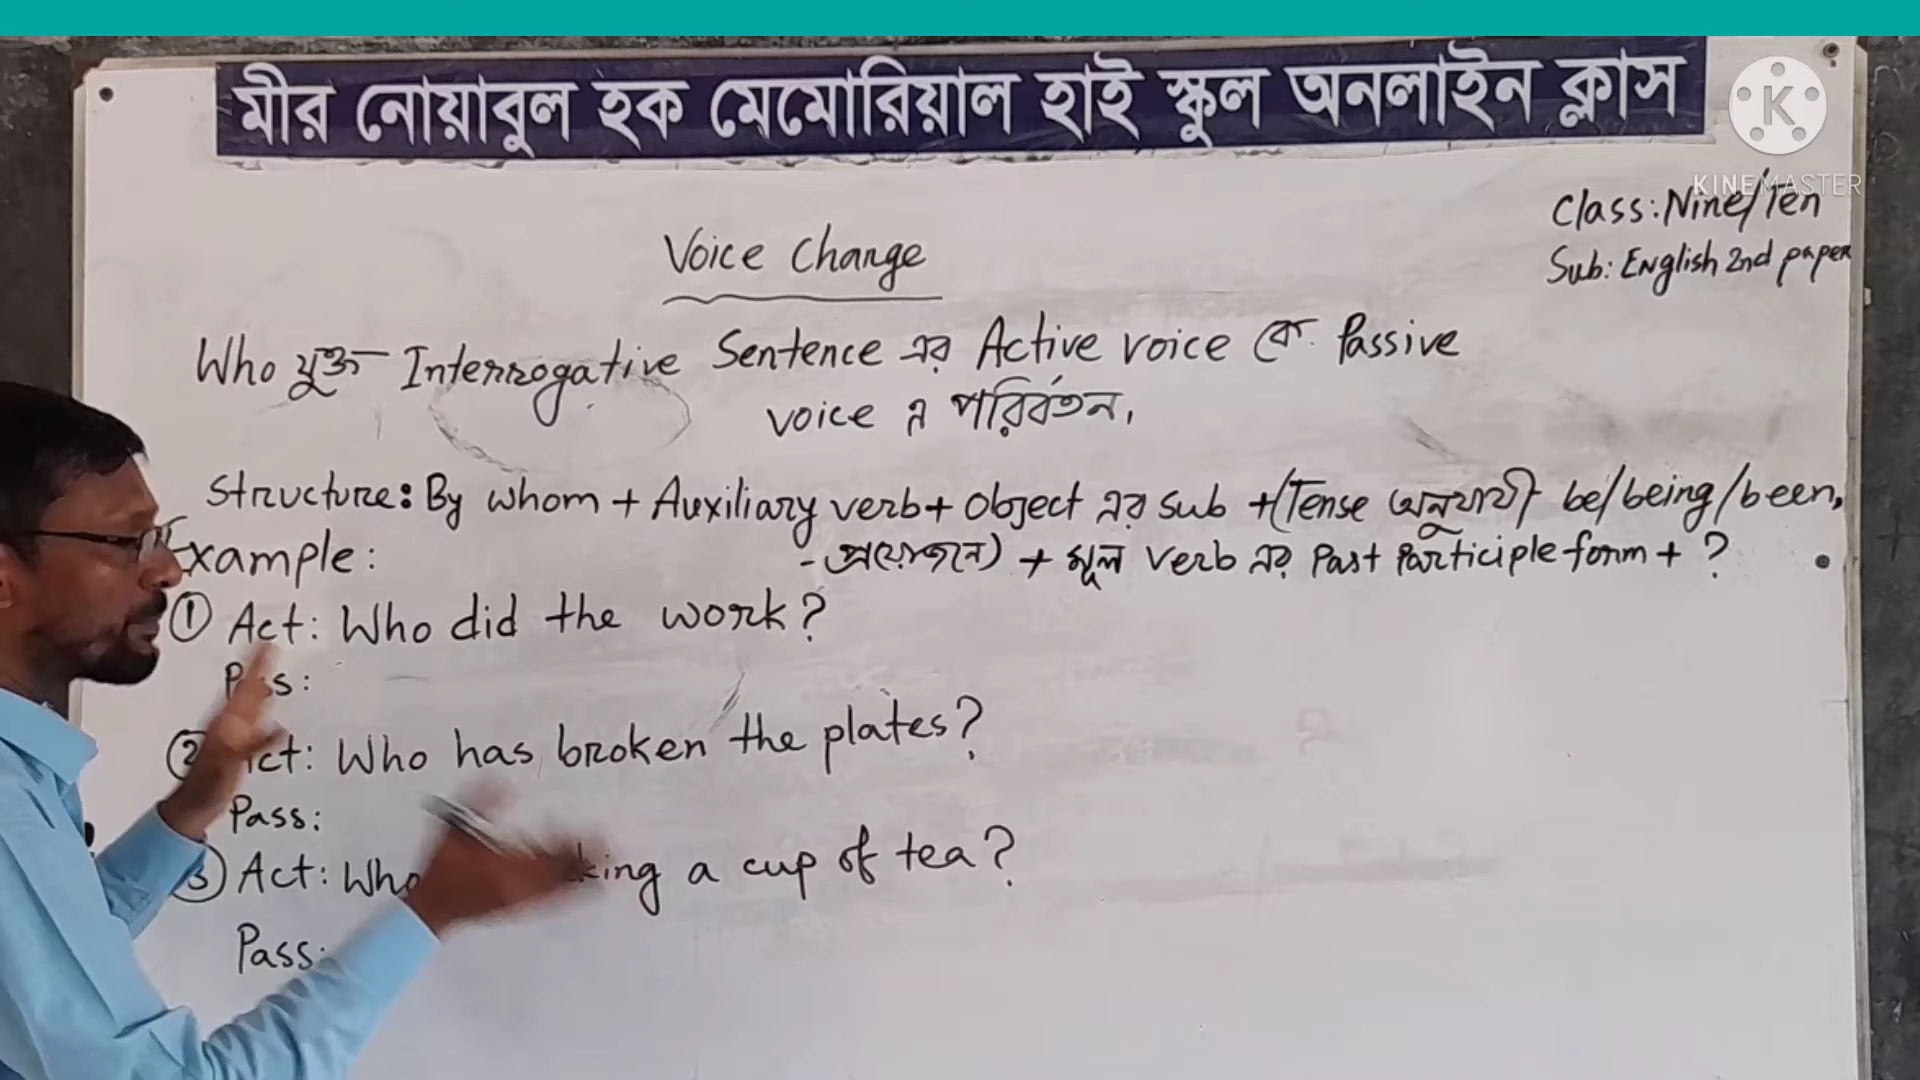 মীর নোয়াবুল হক মেমোরিয়াল হাই স্কুল অনলাইন ক্লাস
K
KINEMASTER
Class: Nine/Ten
Sub: English 2nd paper
Voice Change
Who যুক্ত Interrogative Sentence এর Active voice কে Passive
voice এ পরিবর্তন,
Structure: By whom + Auxiliary verb + Object এর sub + (Tense অনুযায়ী be/being/been,
- প্রয়োজনে) + মূল verb এর Past Participle form + ?
Example:
① Act: Who did the work?
Pass:
② Act: Who has broken the plates?
Pass:
③ Act: Who king a cup of tea?
Pass: